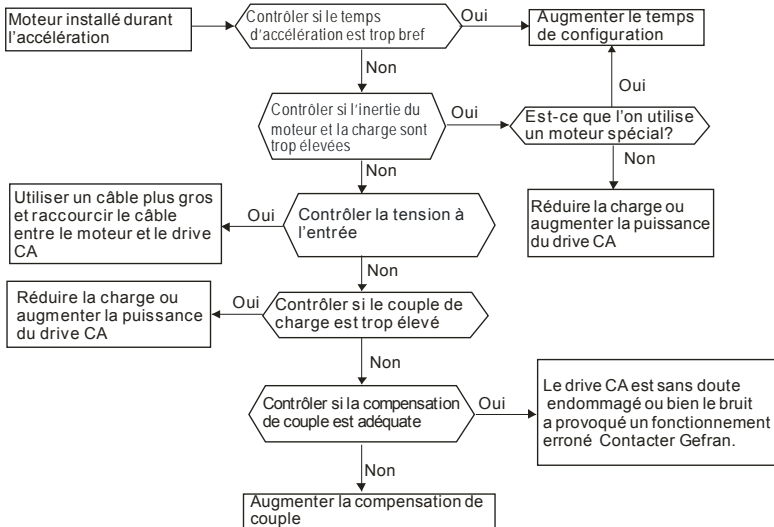 Moteur installé durant
l'accélération
Contrôler si le temps
d'accélération est trop bref
Oui
Augmenter le temps
de configuration
Non
Oui
Contrôler si l'inertie du
moteur et la charge sont
trop élevées
Oui
Est-ce que l'on utilise
un moteur spécial?
Non
Non
Utiliser un câble plus gros
et raccourcir le câble
entre le moteur et le drive
CA
Oui
Contrôler la tension à
l'entrée
Réduire la charge ou
augmenter la puissance
du drive CA
Non
Réduire la charge ou
augmenter la puissance
du drive CA
Oui
Contrôler si le couple de
charge est trop élevé
Non
Contrôler si la compensation
de couple est adéquate
Oui
Le drive CA est sans doute
endommagé ou bien le bruit
a provoqué un fonctionnement
erroné Contacter Gefran.
Non
Augmenter la compensation de
couple